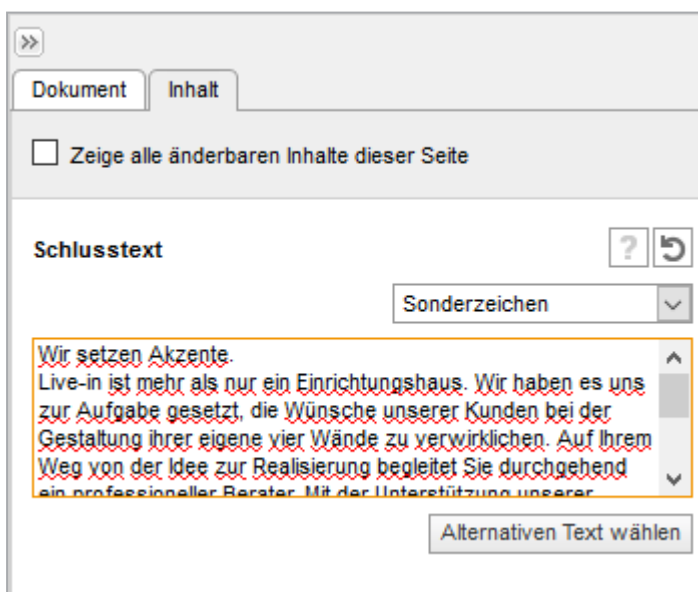 Dokument
Inhalt
Zeige alle änderbaren Inhalte dieser Seite
Schlusstext
?
Sonderzeichen
Wir setzen Akzente.
Live-in ist mehr als nur ein Einrichtungshaus. Wir haben es uns
zur Aufgabe gesetzt, die Wünsche unserer Kunden bei der
Gestaltung ihrer eigene vier Wände zu verwirklichen. Auf Ihrem
Weg von der Idee zur Realisierung begleitet Sie durchgehend
ein professioneller Berater. Mit der Unterstützung unserer
Alternativen Text wählen